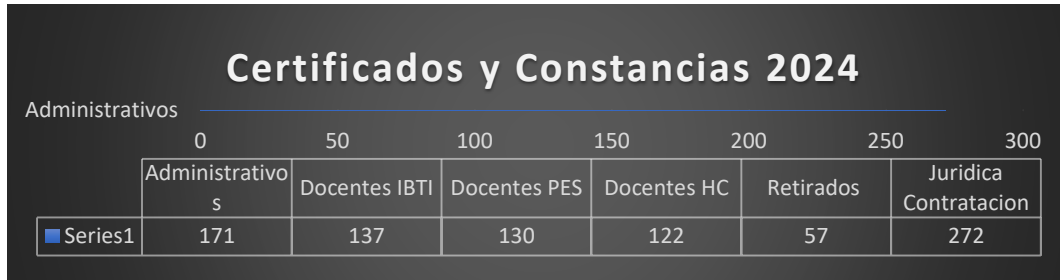 Certificados y Constancias 2024
Administrativos
0 50 100 150 200 250 300
Administrativo
s
Docentes IBTI
Docentes PES
Docentes HC
Retirados
Juridica
Contratacion
Series1 171 137 130 122 57 272